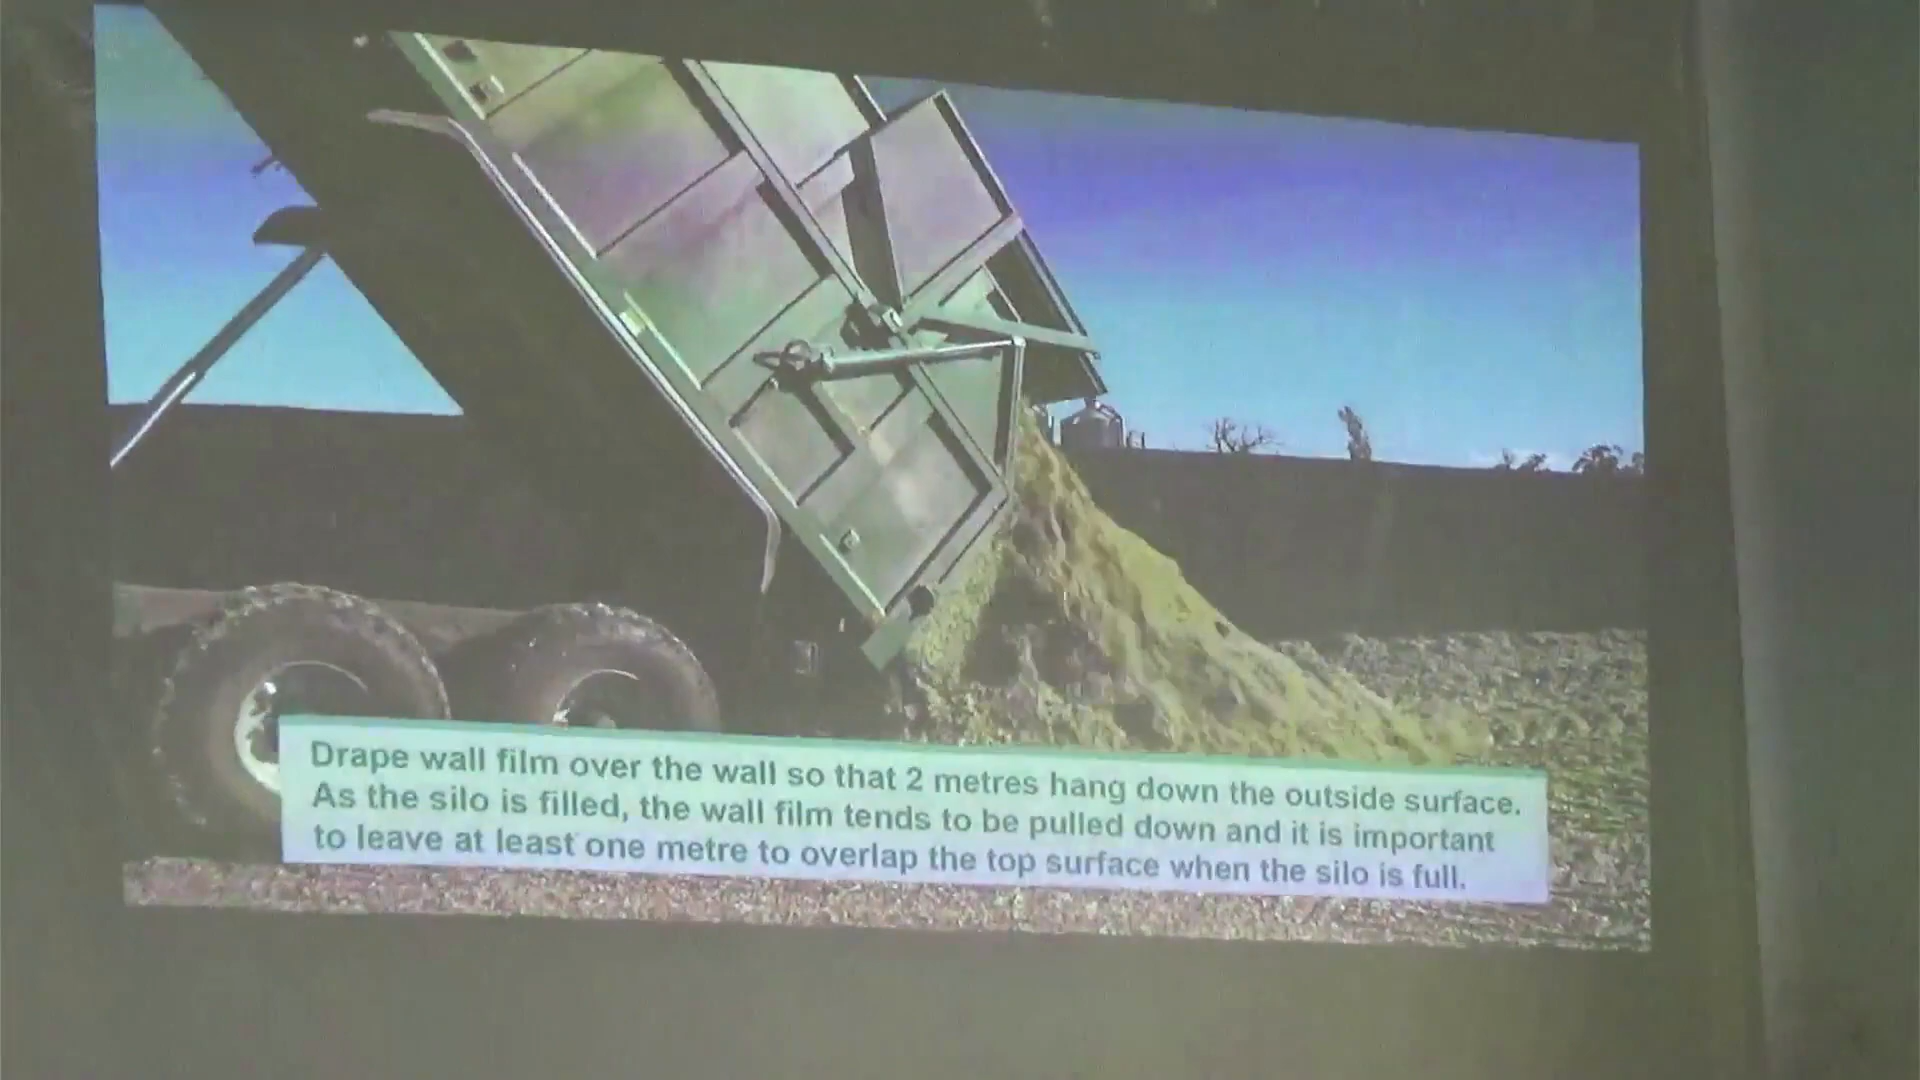 Drape wall film over the wall so that 2 metres hang down the outside surface.
As the silo is filled, the wall film tends to be pulled down and it is important
to leave at least one metre to overlap the top surface when the silo is full.